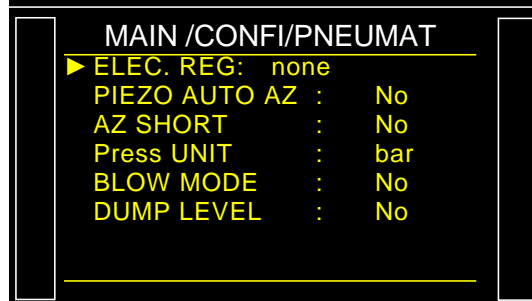 MAIN /CONFI/PNEUMAT
► ELEC. REG: none
PIEZO AUTO AZ : No
AZ SHORT : No
Press UNIT : bar
BLOW MODE : No
DUMP LEVEL : No